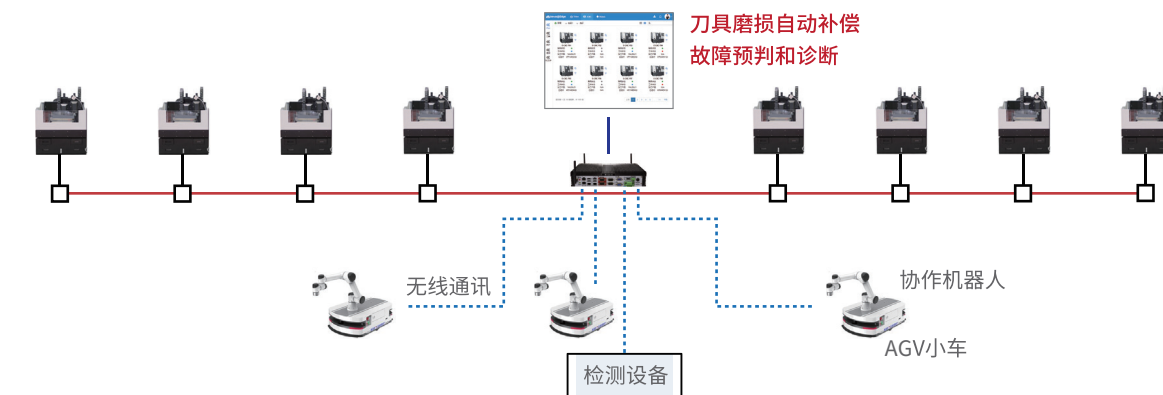 刀具磨损自动补偿
故障预判和诊断
无线通讯
协作机器人
AGV小车
检测设备